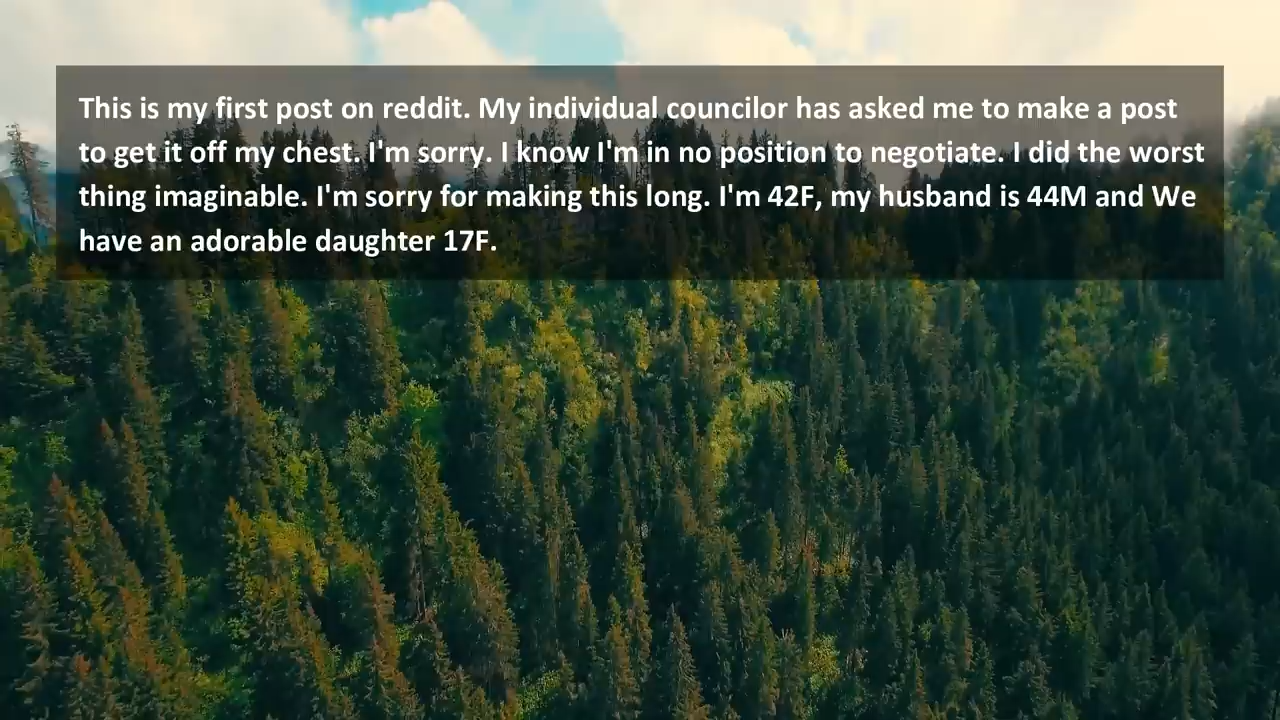 This is my first post on reddit. My individual councilor has asked me to make a post
to get it off my chest. I'm sorry. I know I'm in no position to negotiate. I did the worst
thing imaginable. I'm sorry for making this long. I'm 42F, my husband is 44M and We
have an adorable daughter 17F.